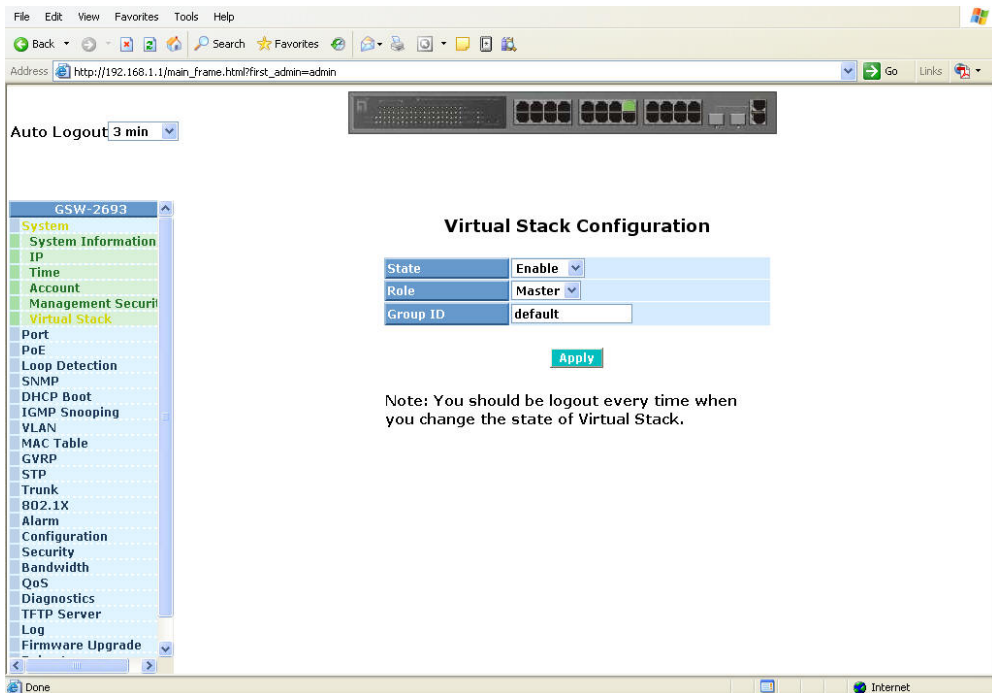 File Edit View Favorites Tools Help
Back Search Favorites
Address http://192.168.1.1/main_frame.html?first_admin=admin Go Links
Auto Logout 3 min
GSW-2693
System
System Information
IP
Time
Account
Management Securit
Virtual Stack
Port
PoE
Loop Detection
SNMP
DHCP Boot
IGMP Snooping
VLAN
MAC Table
GVRP
STP
Trunk
802.1X
Alarm
Configuration
Security
Bandwidth
QoS
Diagnostics
TFTP Server
Log
Firmware Upgrade
Virtual Stack Configuration
State Enable
Role Master
Group ID default
Apply
Note: You should be logout every time when
you change the state of Virtual Stack.
Done Internet